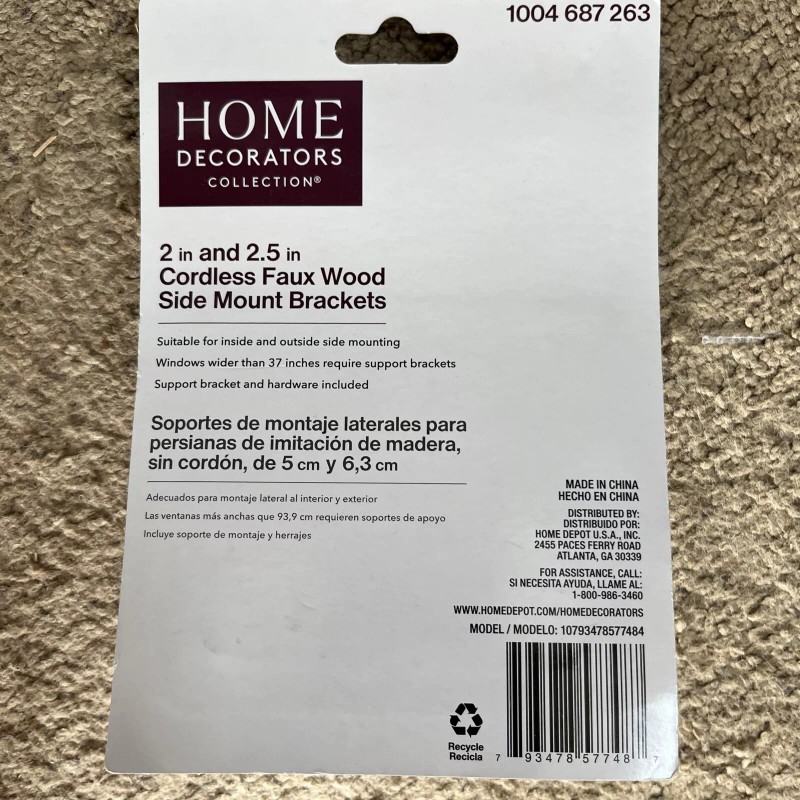 1004 687 263
HOME
DECORATORS
COLLECTION®
2 in and 2.5 in
Cordless Faux Wood
Side Mount Brackets
Suitable for inside and outside side mounting
Windows wider than 37 inches require support brackets
Support bracket and hardware included
Soportes de montaje laterales para
persianas de imitación de madera,
sin cordón, de 5 cm y 6,3 cm
Adecuados para montaje lateral al interior y exterior
Las ventanas más anchas que 93,9 cm requieren soportes de apoyo
Incluye soporte de montaje y herrajes
MADE IN CHINA
HECHO EN CHINA
DISTRIBUTED BY:
DISTRIBUIDO POR:
HOME DEPOT U.S.A., INC.
2455 PACES FERRY ROAD
ATLANTA, GA 30339
FOR ASSISTANCE, CALL:
SI NECESITA AYUDA, LLAME AL:
1-800-986-3460
WWW.HOMEDEPOT.COM/HOMEDECORATORS
MODEL / MODELO: 10793478577484
Recycle
Recicla
7 93478 57748 7